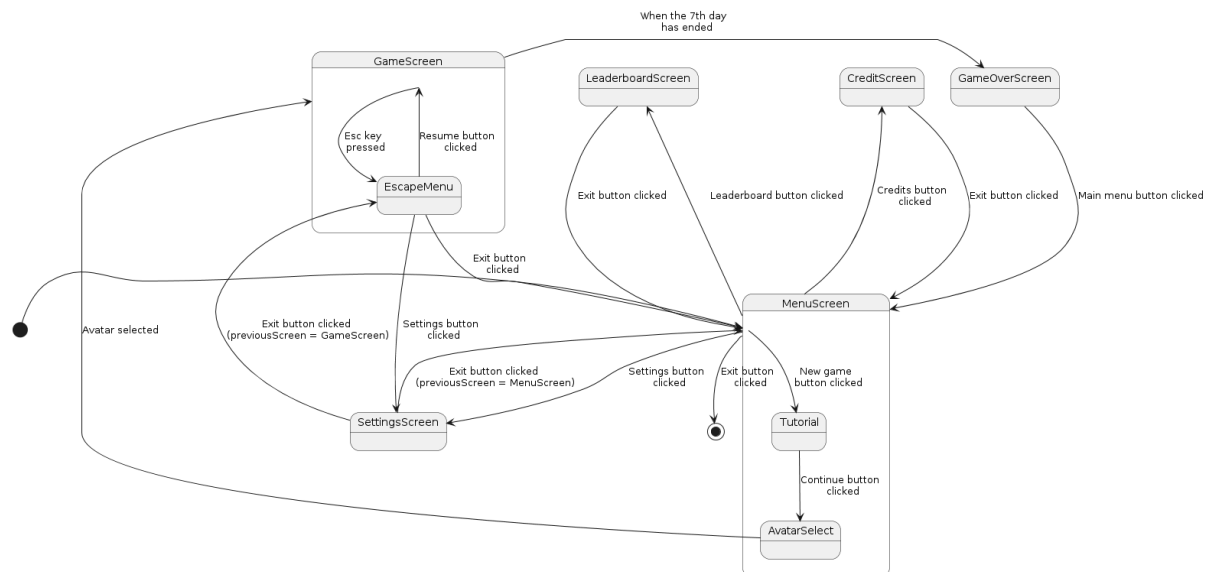 When the 7th day
has ended
GameScreen
LeaderboardScreen
CreditScreen
GameOverScreen
Esc key
pressed
Resume button
clicked
EscapeMenu
Exit button clicked
Leaderboard button clicked
Credits button
clicked
Exit button clicked
Main menu button clicked
Exit button
clicked
MenuScreen
Avatar selected
Exit button clicked
(previousScreen = GameScreen)
Settings button
clicked
Exit button clicked
(previousScreen = MenuScreen)
Settings button
clicked
Exit button
clicked
New game
button clicked
SettingsScreen
Tutorial
Continue button
clicked
AvatarSelect